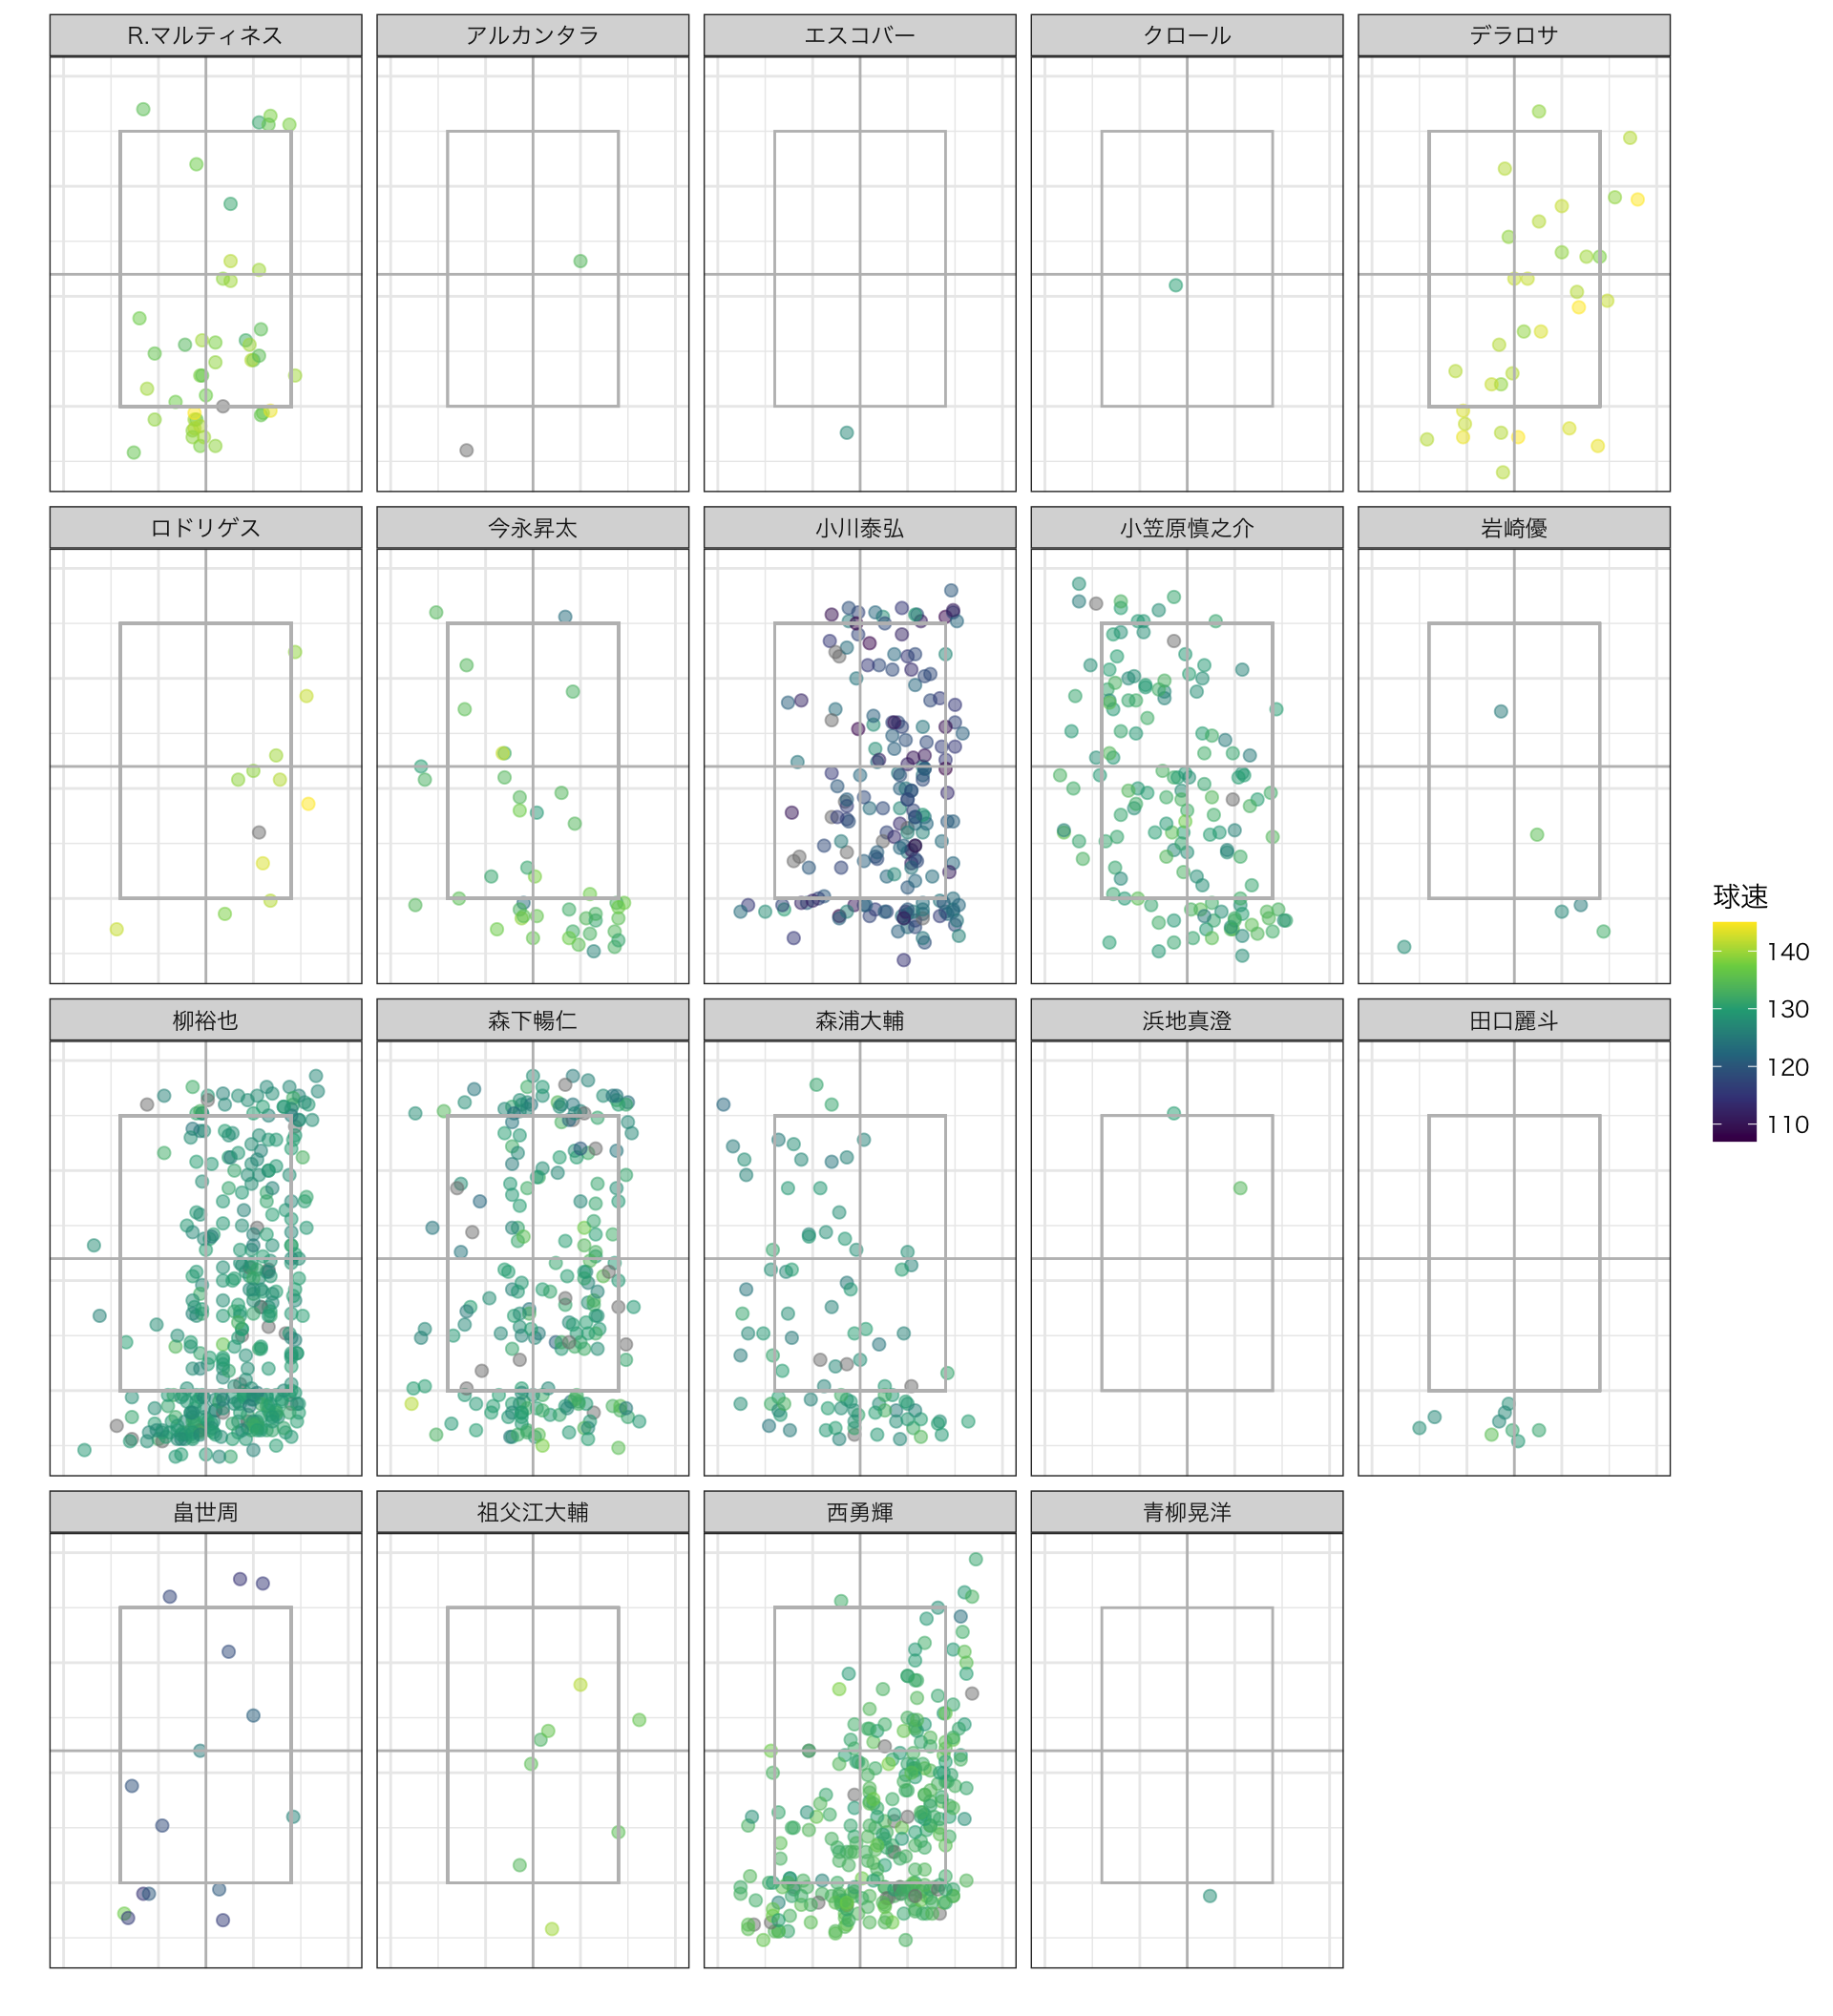 R.マルティネス
アルカンタラ
エスコバー
クロール
デラロサ
ロドリゲス
今永昇太
小川泰弘
小笠原慎之介
岩崎優
柳裕也
森下暢仁
森浦大輔
浜地真澄
田口麗斗
畠世周
祖父江大輔
西勇輝
青柳晃洋
球速
140
130
120
110